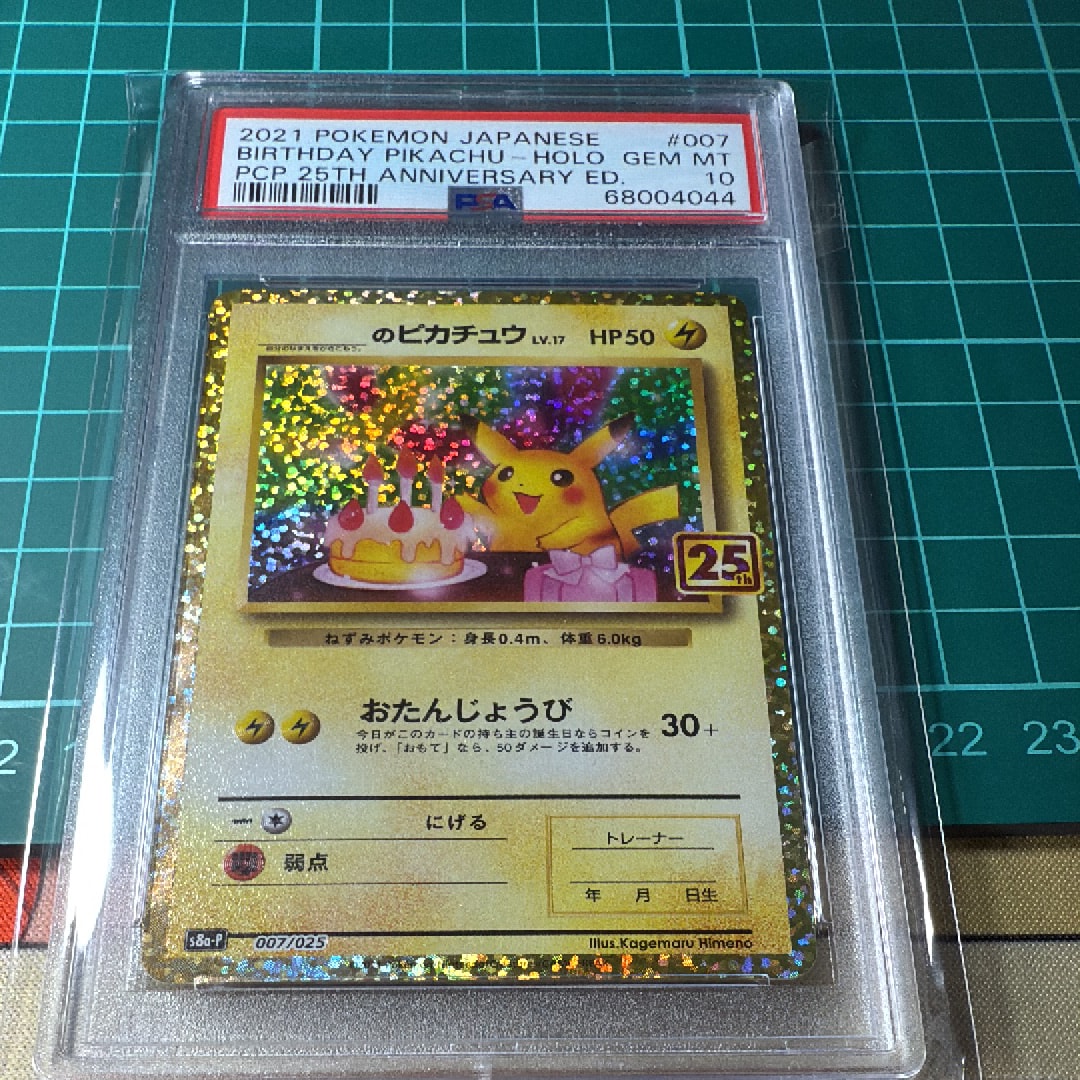 2021 POKEMON JAPANESE #007
BIRTHDAY PIKACHU - HOLO GEM MT
PCP 25TH ANNIVERSARY ED. 10
PSA 68004044
のピカチュウ LV.17 HP50
25th
ねずみポケモン：身長0.4m、体重6.0kg
おたんじょうび 30+
今日がこのカードの持ち主の誕生日ならコインを
投げ、「おもて」なら、50ダメージを追加する。
にげる
トレーナー
弱点
年 月 日生
s8a-P 007/025 Illus.Kagemaru Himeno
22 23